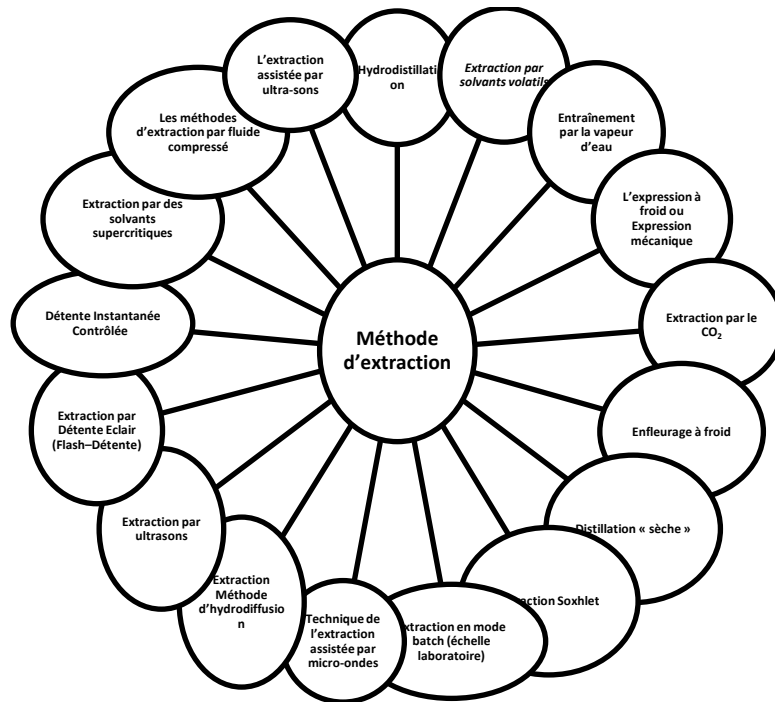 Méthode
d'extraction
Hydrodistillati
on
Extraction par
solvants volatils
Entraînement
par la vapeur
d'eau
L'expression à
froid ou
Expression
mécanique
Extraction par le
CO₂
Enfleurage à froid
Distillation « sèche »
Soxhlet
en mode
batch (échelle
laboratoire)
Technique de
l'extraction
assistée par
micro-ondes
Extraction
Méthode
d'hydrodiffusio
n
Extraction par
ultrasons
Extraction par
Détente Eclair
(Flash–Détente)
Détente Instantanée
Contrôlée
Extraction par des
solvants
supercritiques
Les méthodes
d'extraction par fluide
compressé
L'extraction
assistée par
ultra-sons